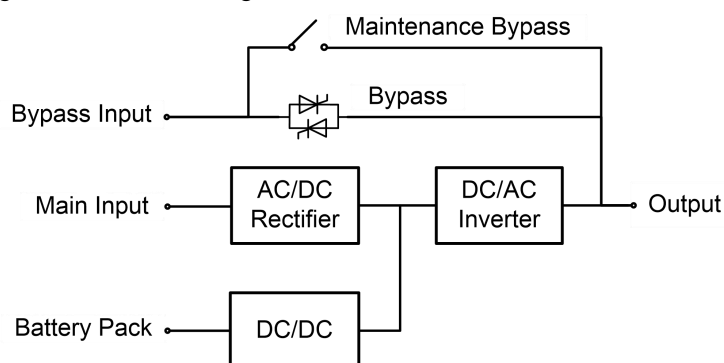 Maintenance Bypass
Bypass
Bypass Input
AC/DC
Rectifier
DC/AC
Inverter
Main Input
Output
Battery Pack
DC/DC